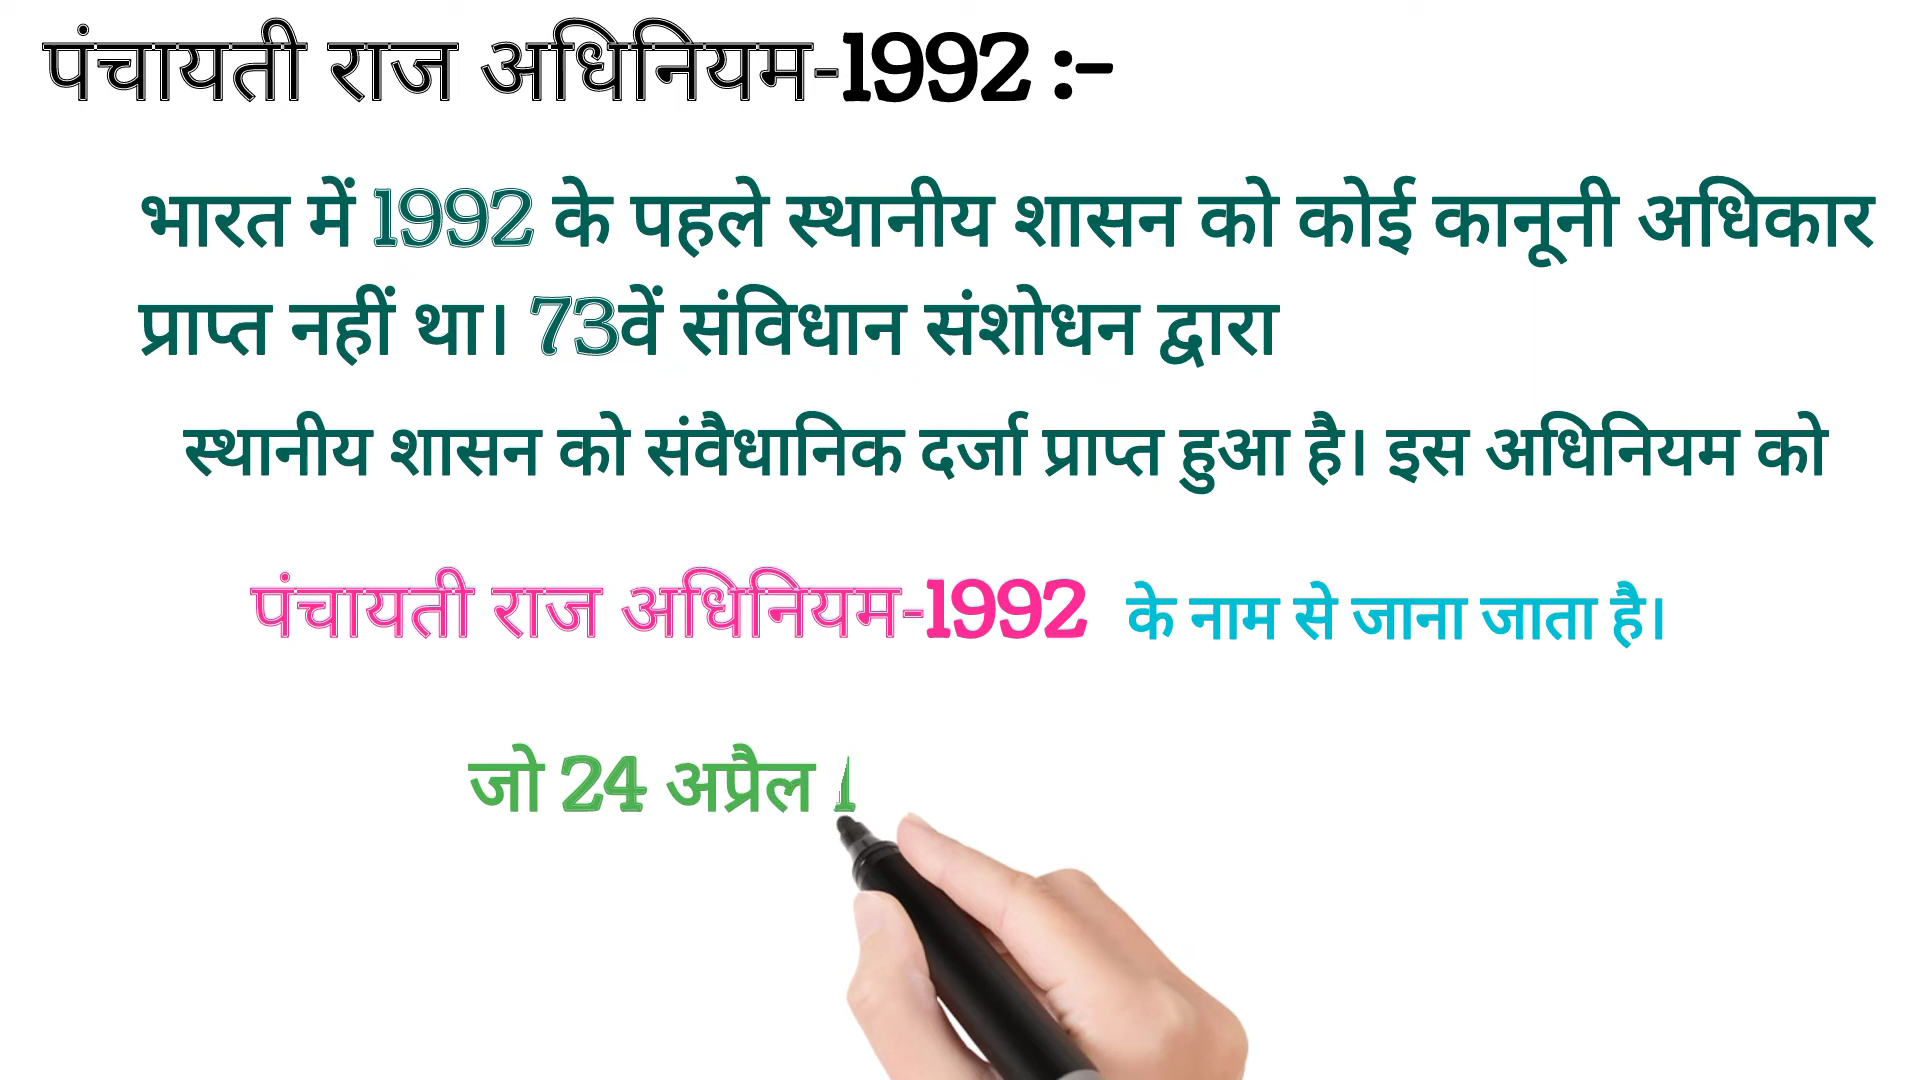 पंचायती राज अधिनियम-1992 :-
भारत में 1992 के पहले स्थानीय शासन को कोई कानूनी अधिकार
प्राप्त नहीं था। 73वें संविधान संशोधन द्वारा
स्थानीय शासन को संवैधानिक दर्जा प्राप्त हुआ है। इस अधिनियम को
पंचायती राज अधिनियम-1992 के नाम से जाना जाता है।
जो 24 अप्रैल